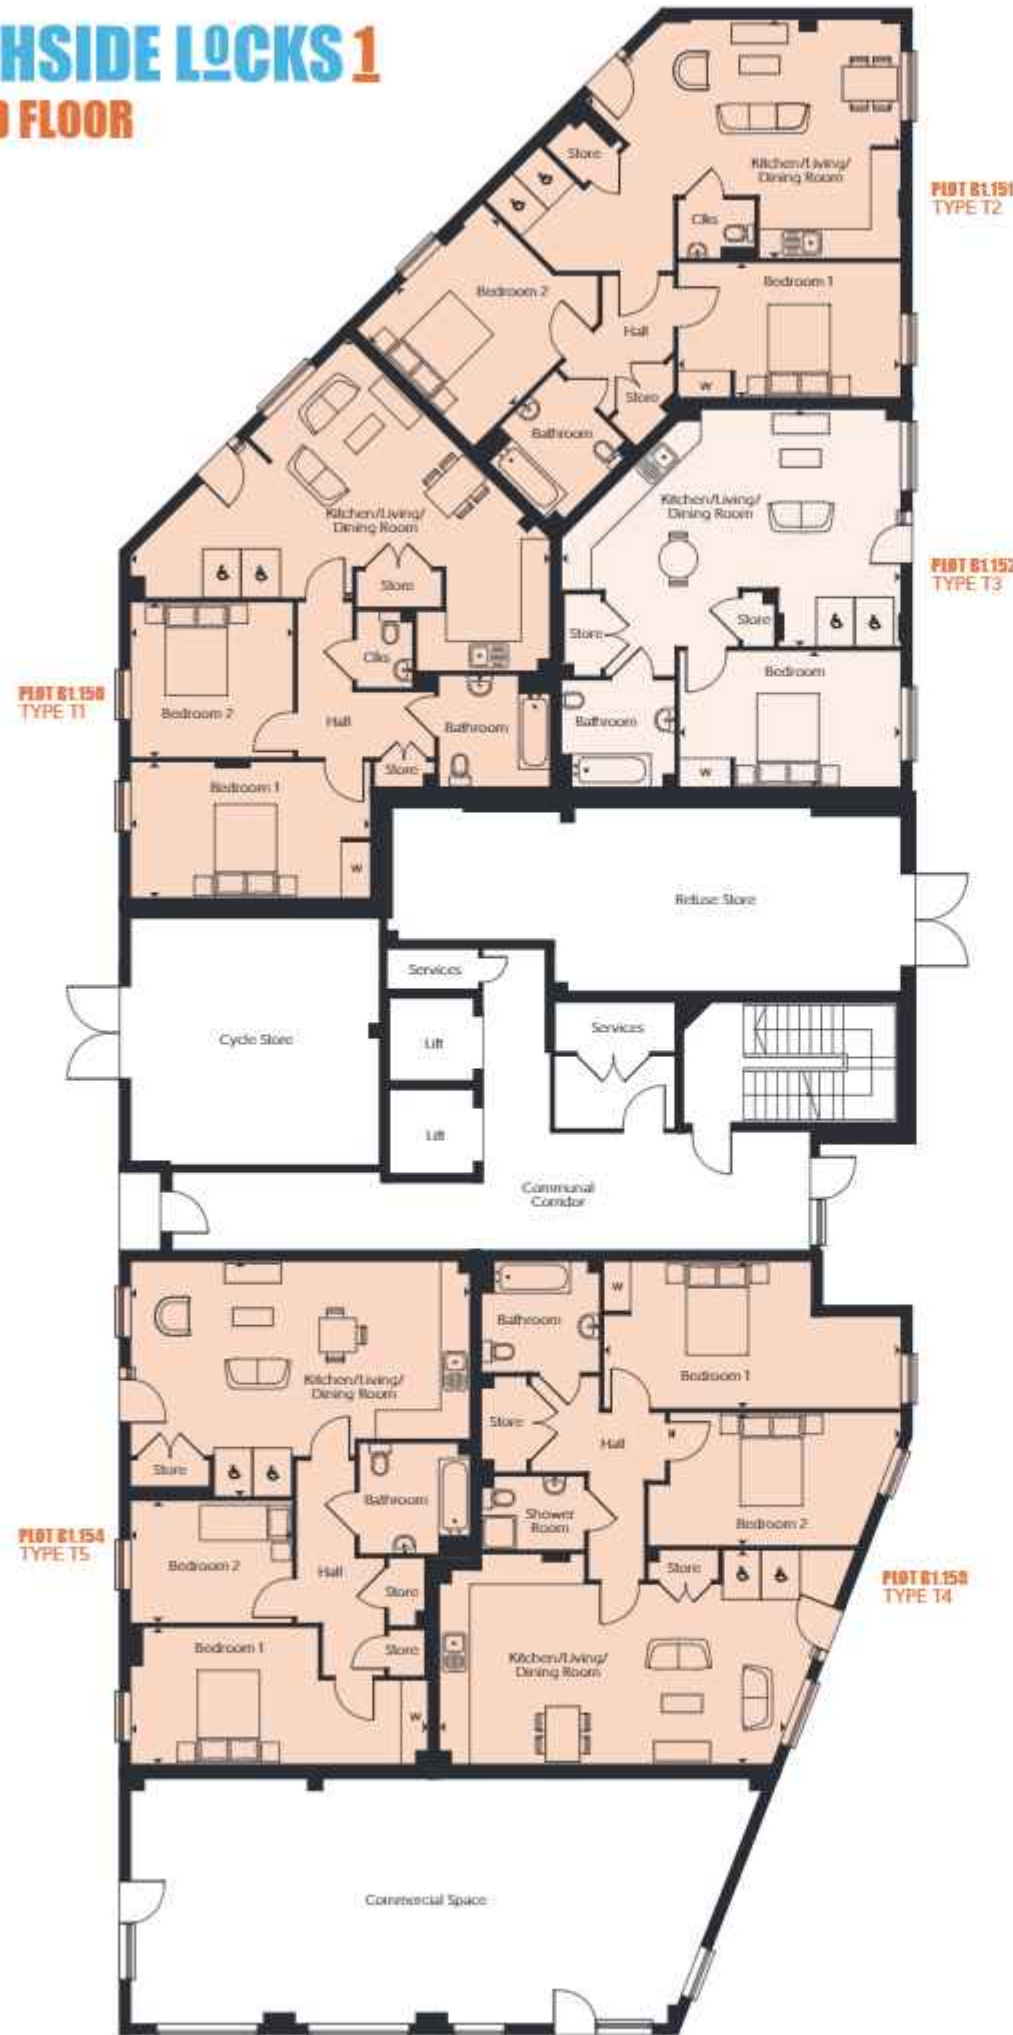 HSIDE LOCKS 1
FLOOR
Store
Kitchen/Living/
Dining Room
PLOT B1.151
TYPE T2
Clks
Bedroom 2
Bedroom 1
Hall
W
Store
Bathroom
Kitchen/Living/
Dining Room
Kitchen/Living/
Dining Room
PLOT B1.152
TYPE T3
Store
Store
Store
Clks
Bedroom
PLOT B1.150
TYPE T1
Bedroom 2
Hall
Bathroom
Bathroom
Store
W
Bedroom 1
W
Refuse Store
Services
Cycle Store
Lift
Services
Lift
Communal
Corridor
W
Bathroom
Kitchen/Living/
Dining Room
Bedroom 1
Store
Hall
Store
Bathroom
Shower
Room
Bedroom 2
PLOT B1.154
TYPE T5
Bedroom 2
Hall
Store
Store
PLOT B1.153
TYPE T4
Bedroom 1
Store
Kitchen/Living/
Dining Room
W
Commercial Space